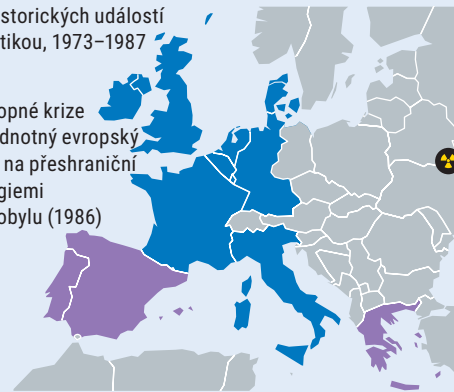 storických událostí
tikou, 1973–1987
opné krize
dnotný evropský
na přeshraniční
giemi
obylu (1986)